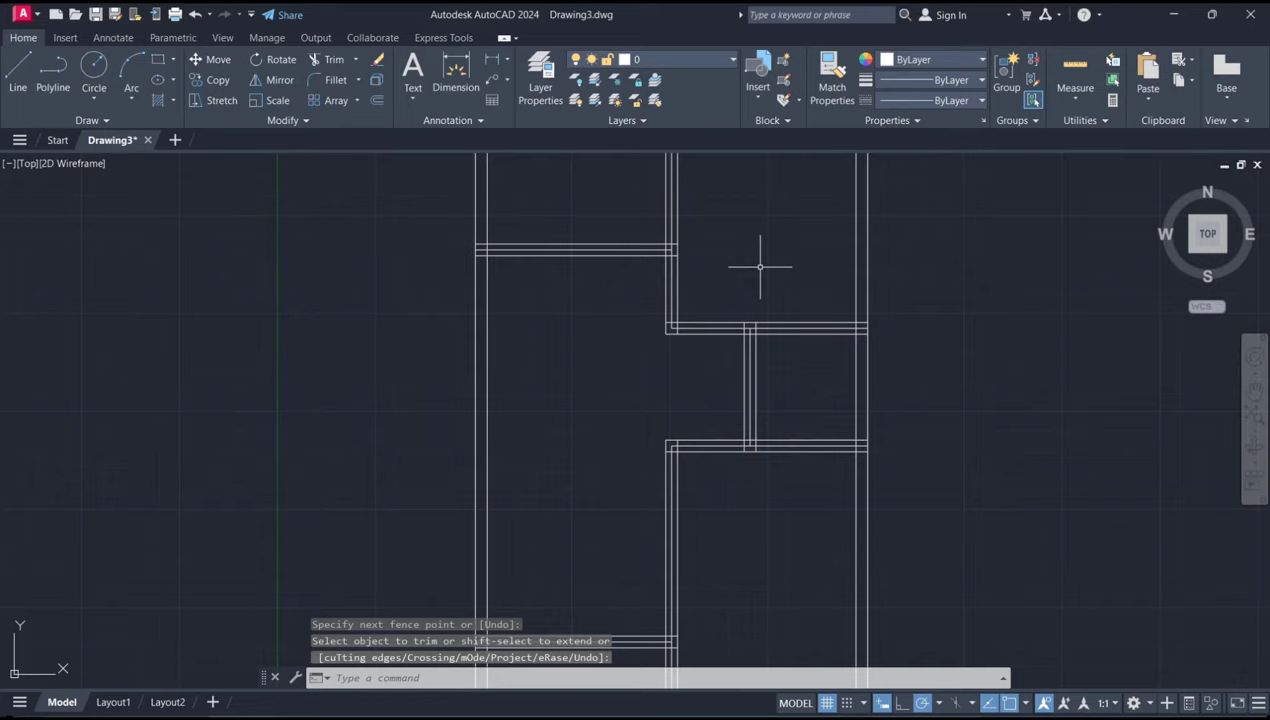 A Share Autodesk AutoCAD 2024 Drawing3.dwg Type a keyword or phrase Sign In
Home Insert Annotate Parametric View Manage Output Collaborate Express Tools
Move Rotate Trim 0 ByLayer
Copy Mirror Fillet ByLayer
Stretch Scale Array ByLayer
Line Polyline Circle Arc Text Dimension Layer Properties Insert Match Properties Group Measure Paste Base
Draw Modify Annotation Layers Block Properties Groups Utilities Clipboard View
Start Drawing3*
[−][Top][2D Wireframe]
N
W TOP E
S
WCS
Y
X
Specify next fence point or [Undo]:
Select object to trim or shift-select to extend or
[cuTting edges/Crossing/mOde/Project/eRase/Undo]:
Type a command
Model Layout1 Layout2 MODEL 1:1